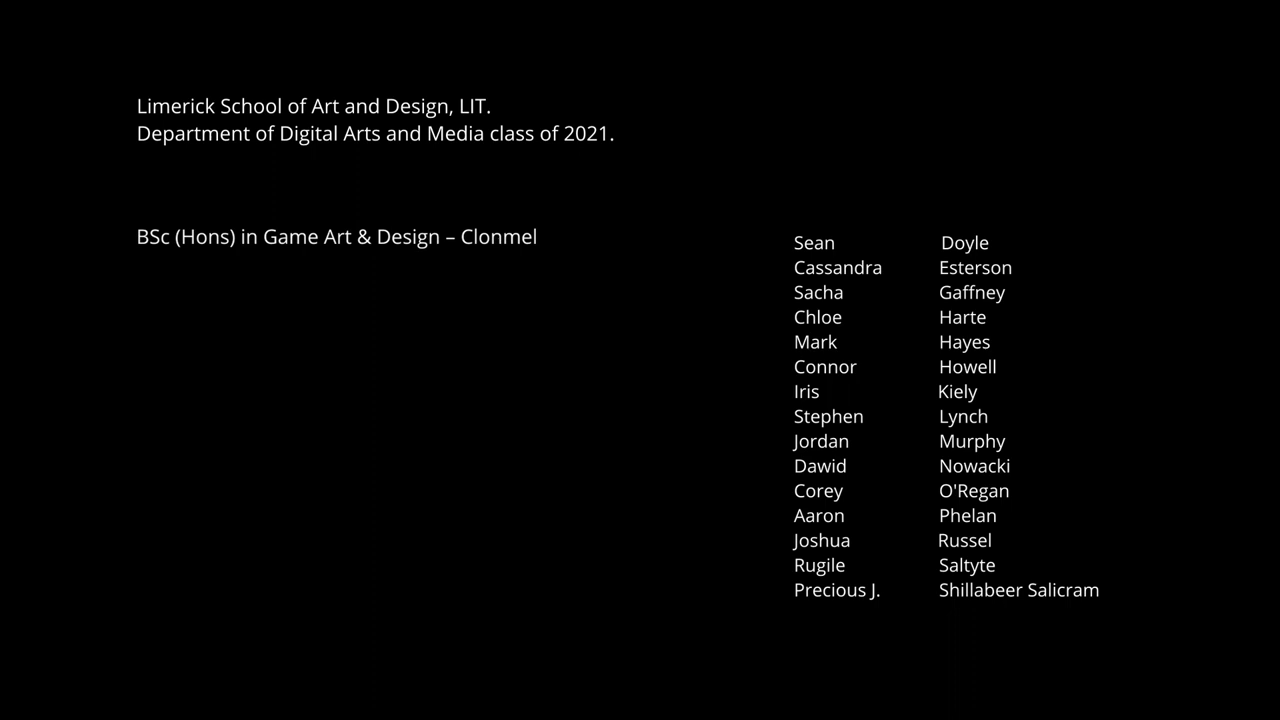 Limerick School of Art and Design, LIT.
Department of Digital Arts and Media class of 2021.
BSc (Hons) in Game Art & Design – Clonmel
Sean Doyle
Cassandra Esterson
Sacha Gaffney
Chloe Harte
Mark Hayes
Connor Howell
Iris Kiely
Stephen Lynch
Jordan Murphy
Dawid Nowacki
Corey O'Regan
Aaron Phelan
Joshua Russel
Rugile Saltyte
Precious J. Shillabeer Salicram